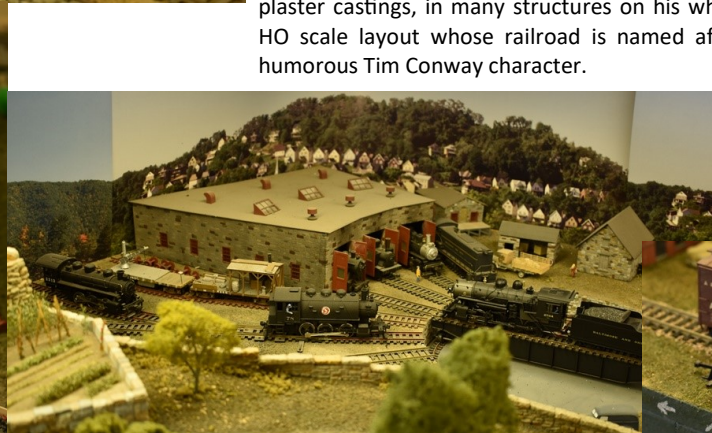 plaster castings, in many structures on his wh
HO scale layout whose railroad is named af
humorous Tim Conway character.